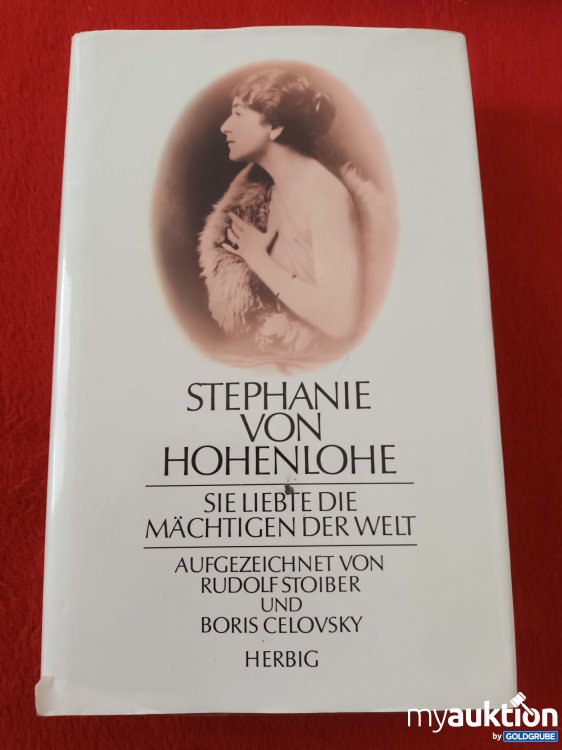 STEPHANIE
VON
HOHENLOHE
SIE LIEBTE DIE
MÄCHTIGEN DER WELT
AUFGEZEICHNET VON
RUDOLF STOIBER
UND
BORIS CELOVSKY
HERBIG
myauktion
by GOLDGRUBE